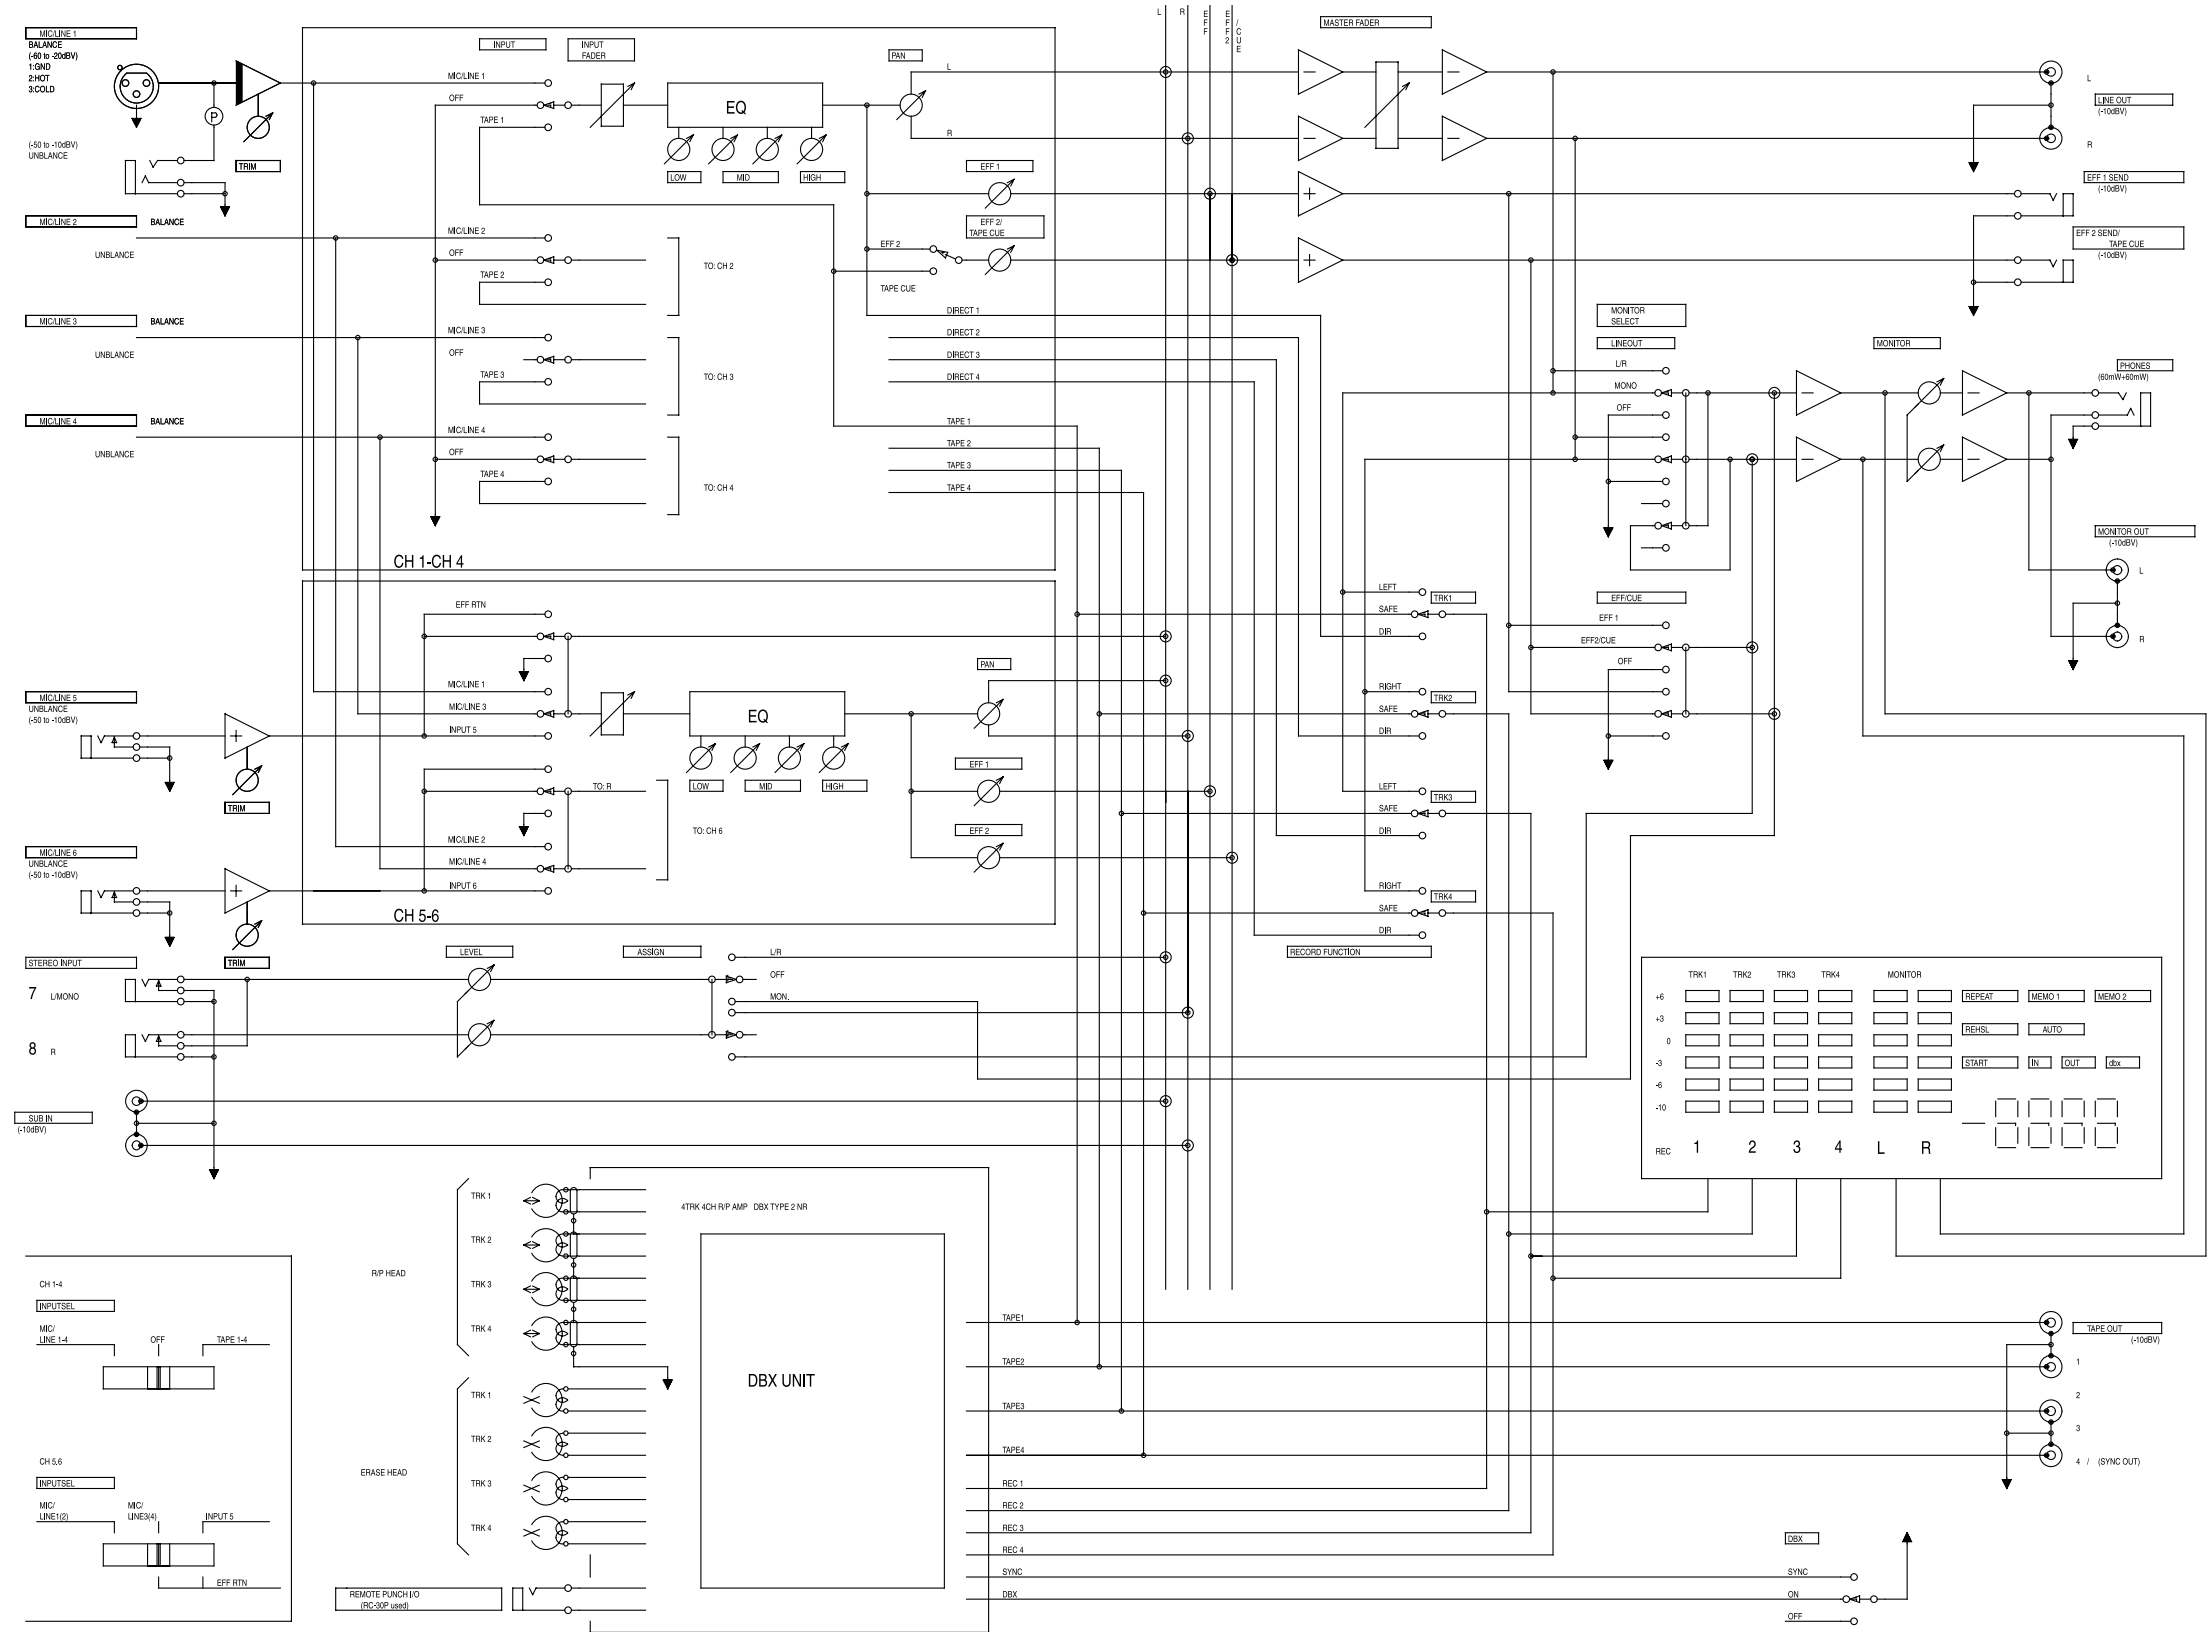 MIC/LINE 1
BALANCE
(-60 to -20dBV)
1:GND
2:HOT
3:COLD
P
(-50 to -10dBV)
UNBLANCE
TRIM
MIC/LINE 2
BALANCE
UNBLANCE
MIC/LINE 3
BALANCE
UNBLANCE
MIC/LINE 4
BALANCE
UNBLANCE
INPUT
INPUT
FADER
MIC/LINE 1
OFF
TAPE 1
EQ
LOW
MID
HIGH
PAN
L
R
EFF 1
EFF 2/
TAPE CUE
EFF 2
TAPE CUE
MIC/LINE 2
OFF
TAPE 2
TO: CH 2
MIC/LINE 3
OFF
TAPE 3
TO: CH 3
MIC/LINE 4
OFF
TAPE 4
TO: CH 4
DIRECT 1
DIRECT 2
DIRECT 3
DIRECT 4
TAPE 1
TAPE 2
TAPE 3
TAPE 4
CH 1-CH 4
L
R
EFF
EFF2
/CUE
MASTER FADER
L
LINE OUT
(-10dBV)
R
EFF 1 SEND
(-10dBV)
EFF 2 SEND/
TAPE CUE
(-10dBV)
MONITOR
SELECT
LINEOUT
L/R
MONO
OFF
MONITOR
PHONES
(60mW+60mW)
MONITOR OUT
(-10dBV)
L
R
EFF/CUE
EFF 1
EFF2/CUE
OFF
LEFT
TRK1
SAFE
DIR
RIGHT
TRK2
SAFE
DIR
LEFT
TRK3
SAFE
DIR
RIGHT
TRK4
SAFE
DIR
RECORD FUNCTION
EFF RTN
MIC/LINE 1
MIC/LINE 3
INPUT 5
EQ
LOW
MID
HIGH
PAN
EFF 1
EFF 2
TO: R
TO: CH 6
MIC/LINE 2
MIC/LINE 4
INPUT 6
CH 5-6
MIC/LINE 5
UNBLANCE
(-50 to -10dBV)
TRIM
MIC/LINE 6
UNBLANCE
(-50 to -10dBV)
TRIM
STEREO INPUT
7 L/MONO
8 R
LEVEL
ASSIGN
L/R
OFF
MON.
SUB IN
(-10dBV)
TRK1 TRK2 TRK3 TRK4 MONITOR
+6
+3
0
-3
-6
-10
REC 1 2 3 4 L R
REPEAT MEMO 1 MEMO 2
REHSL AUTO
START IN OUT dbx
R/P HEAD
TRK 1
TRK 2
TRK 3
TRK 4
ERASE HEAD
TRK 1
TRK 2
TRK 3
TRK 4
4TRK 4CH R/P AMP DBX TYPE 2 NR
DBX UNIT
REMOTE PUNCH I/O
(RC-30P used)
TAPE1
TAPE2
TAPE3
TAPE4
REC 1
REC 2
REC 3
REC 4
SYNC
DBX
TAPE OUT
(-10dBV)
1
2
3
4 / (SYNC OUT)
DBX
SYNC
ON
OFF
CH 1-4
INPUTSEL
MIC/
LINE 1-4
OFF
TAPE 1-4
CH 5,6
INPUTSEL
MIC/
LINE1(2)
MIC/
LINE3(4)
INPUT 5
EFF RTN